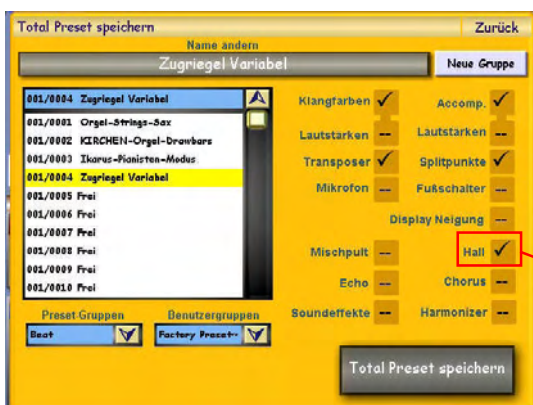 Total Preset speichern Zurück
Name ändern
Zugriegel Variabel Neue Gruppe
001/0004 Zugriegel Variabel
001/0001 Orgel-Strings-Sax
001/0002 KIRCHEN-Orgel-Drawbars
001/0003 Ikarus-Pianisten-Modus
001/0004 Zugriegel Variabel
001/0005 Frei
001/0006 Frei
001/0007 Frei
001/0008 Frei
001/0009 Frei
001/0010 Frei
Preset-Gruppen Benutzergruppen
Beat Factory Preset-
Klangfarben ✓ Accomp. ✓
Lautstärken -- Lautstärken --
Transposer ✓ Splitpunkte ✓
Mikrofon -- Fußschalter --
Display Neigung --
Mischpult -- Hall ✓
Echo -- Chorus --
Soundeffekte -- Harmonizer --
Total Preset speichern